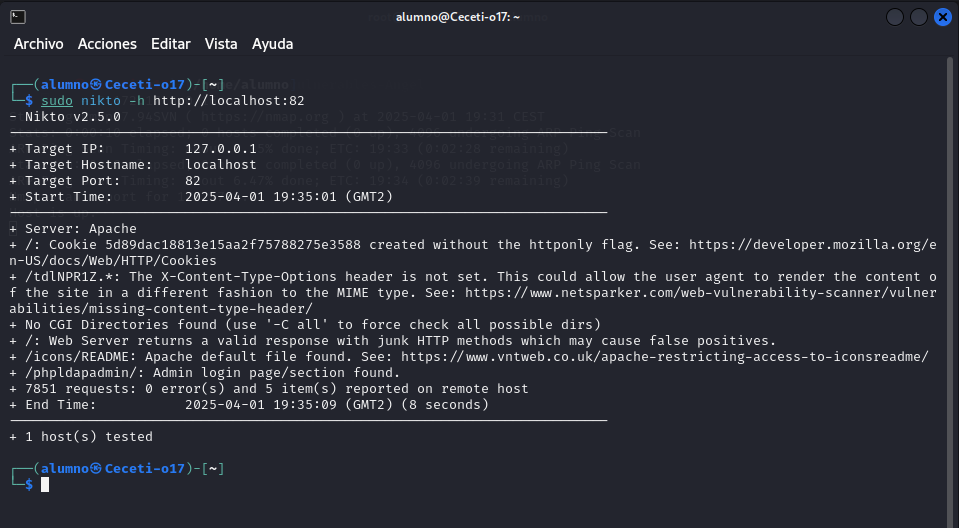 alumno@Ceceti-o17: ~
Archivo Acciones Editar Vista Ayuda
┌──(alumno㉿Ceceti-o17)-[~]
└─$ sudo nikto -h http://localhost:82
- Nikto v2.5.0
---------------------------------------------------------------------------
+ Target IP:          127.0.0.1
+ Target Hostname:    localhost
+ Target Port:        82
+ Start Time:         2025-04-01 19:35:01 (GMT2)
---------------------------------------------------------------------------
+ Server: Apache
+ /: Cookie 5d89dac18813e15aa2f75788275e3588 created without the httponly flag. See: https://developer.mozilla.org/e
n-US/docs/Web/HTTP/Cookies
+ /tdlNPR1Z.*: The X-Content-Type-Options header is not set. This could allow the user agent to render the content o
f the site in a different fashion to the MIME type. See: https://www.netsparker.com/web-vulnerability-scanner/vulner
abilities/missing-content-type-header/
+ No CGI Directories found (use '-C all' to force check all possible dirs)
+ /: Web Server returns a valid response with junk HTTP methods which may cause false positives.
+ /icons/README: Apache default file found. See: https://www.vntweb.co.uk/apache-restricting-access-to-iconsreadme/
+ /phpldapadmin/: Admin login page/section found.
+ 7851 requests: 0 error(s) and 5 item(s) reported on remote host
+ End Time:           2025-04-01 19:35:09 (GMT2) (8 seconds)
---------------------------------------------------------------------------
+ 1 host(s) tested
┌──(alumno㉿Ceceti-o17)-[~]
└─$